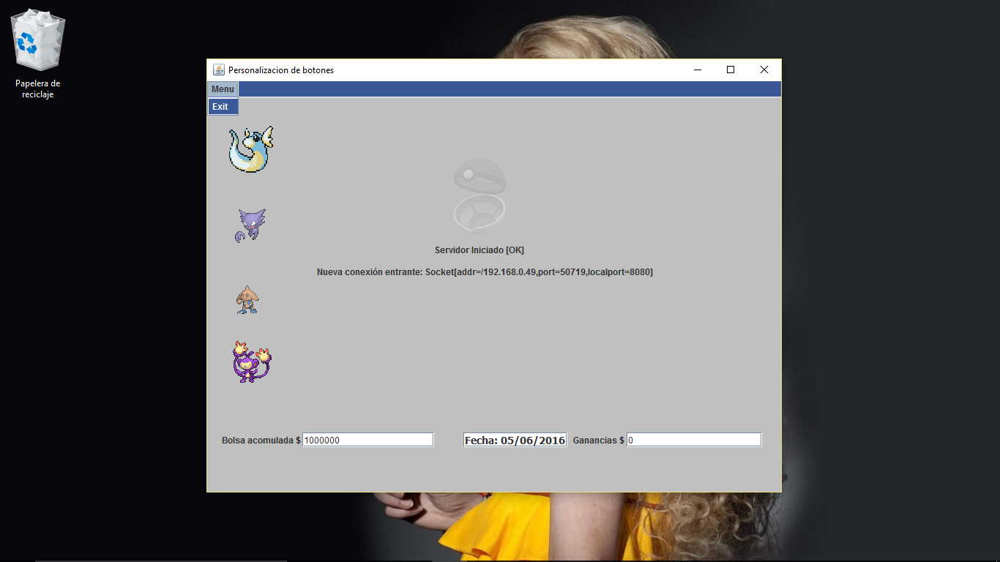 Papelera de
reciclaje
Personalizacion de botones
Menu
Exit
Servidor Iniciado [OK]
Nueva conexión entrante: Socket[addr=/192.168.0.49,port=50719,localport=8080]
Bolsa acumulada $ 1000000 Fecha: 05/06/2016 Ganancias $ 0